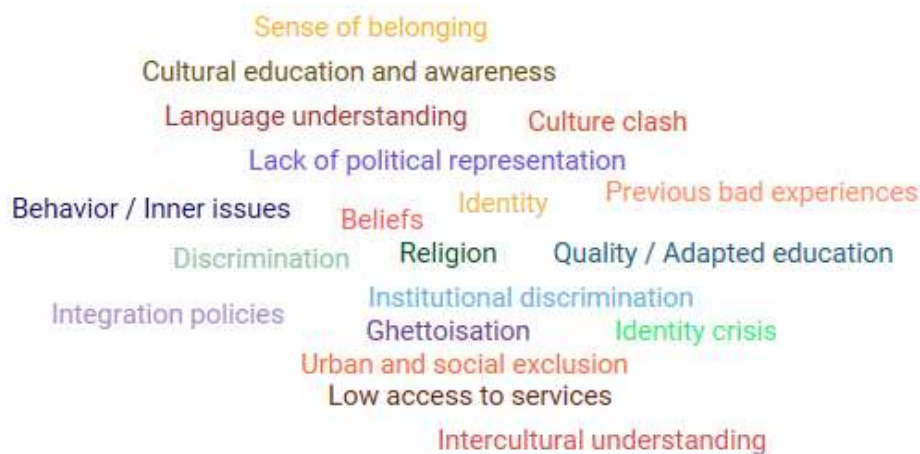 Sense of belonging
Cultural education and awareness
Language understanding
Culture clash
Lack of political representation
Previous bad experiences
Behavior / Inner issues
Beliefs
Identity
Discrimination
Religion
Quality / Adapted education
Institutional discrimination
Integration policies
Ghettoisation
Identity crisis
Urban and social exclusion
Low access to services
Intercultural understanding